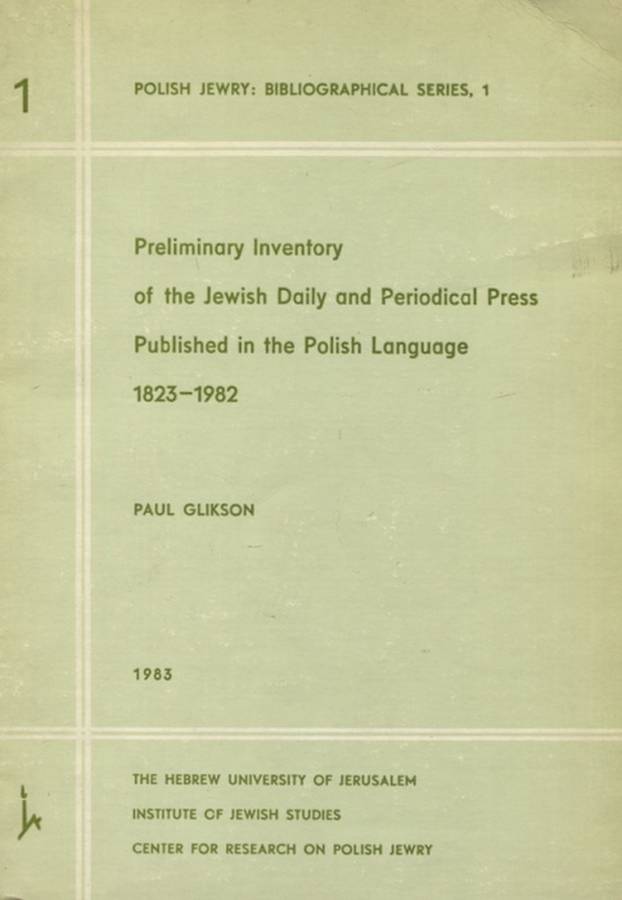 1
POLISH JEWRY: BIBLIOGRAPHICAL SERIES, 1
Preliminary Inventory
of the Jewish Daily and Periodical Press
Published in the Polish Language
1823–1982
PAUL GLIKSON
1983
THE HEBREW UNIVERSITY OF JERUSALEM
INSTITUTE OF JEWISH STUDIES
CENTER FOR RESEARCH ON POLISH JEWRY